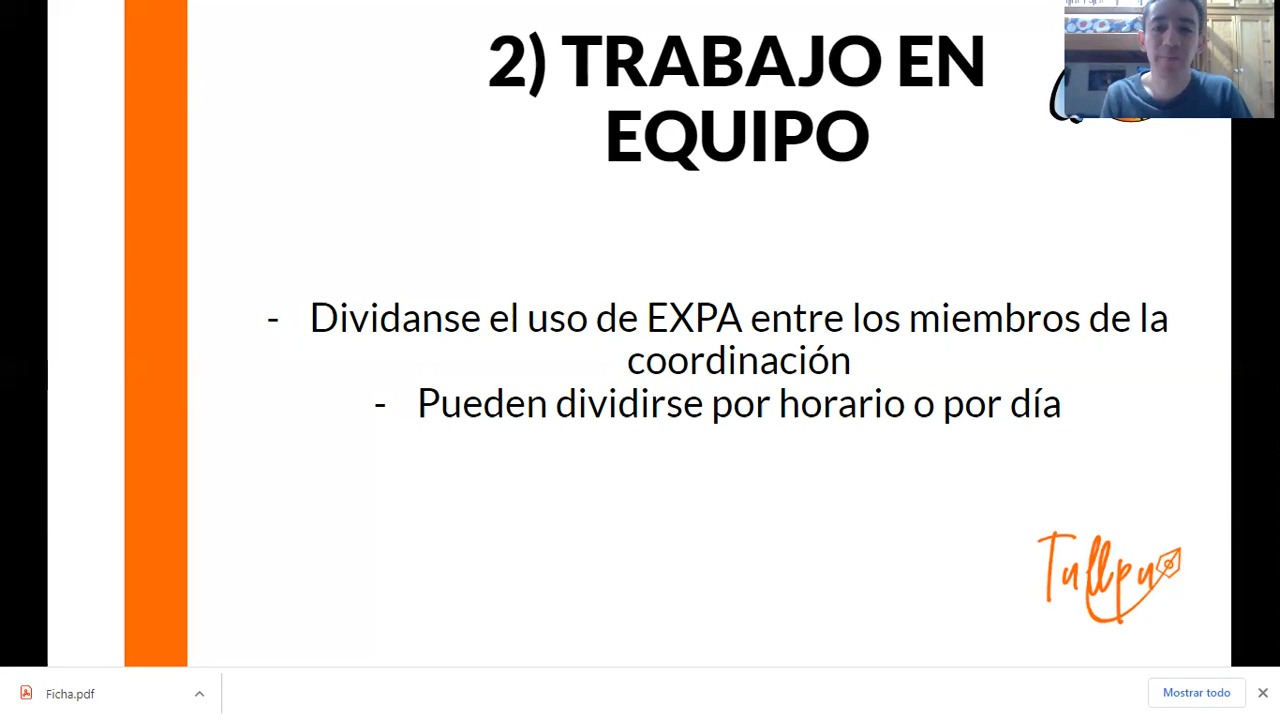 2) TRABAJO EN
EQUIPO
- Dividanse el uso de EXPA entre los miembros de la
coordinación
- Pueden dividirse por horario o por día
Tullpu
Ficha.pdf
Mostrar todo